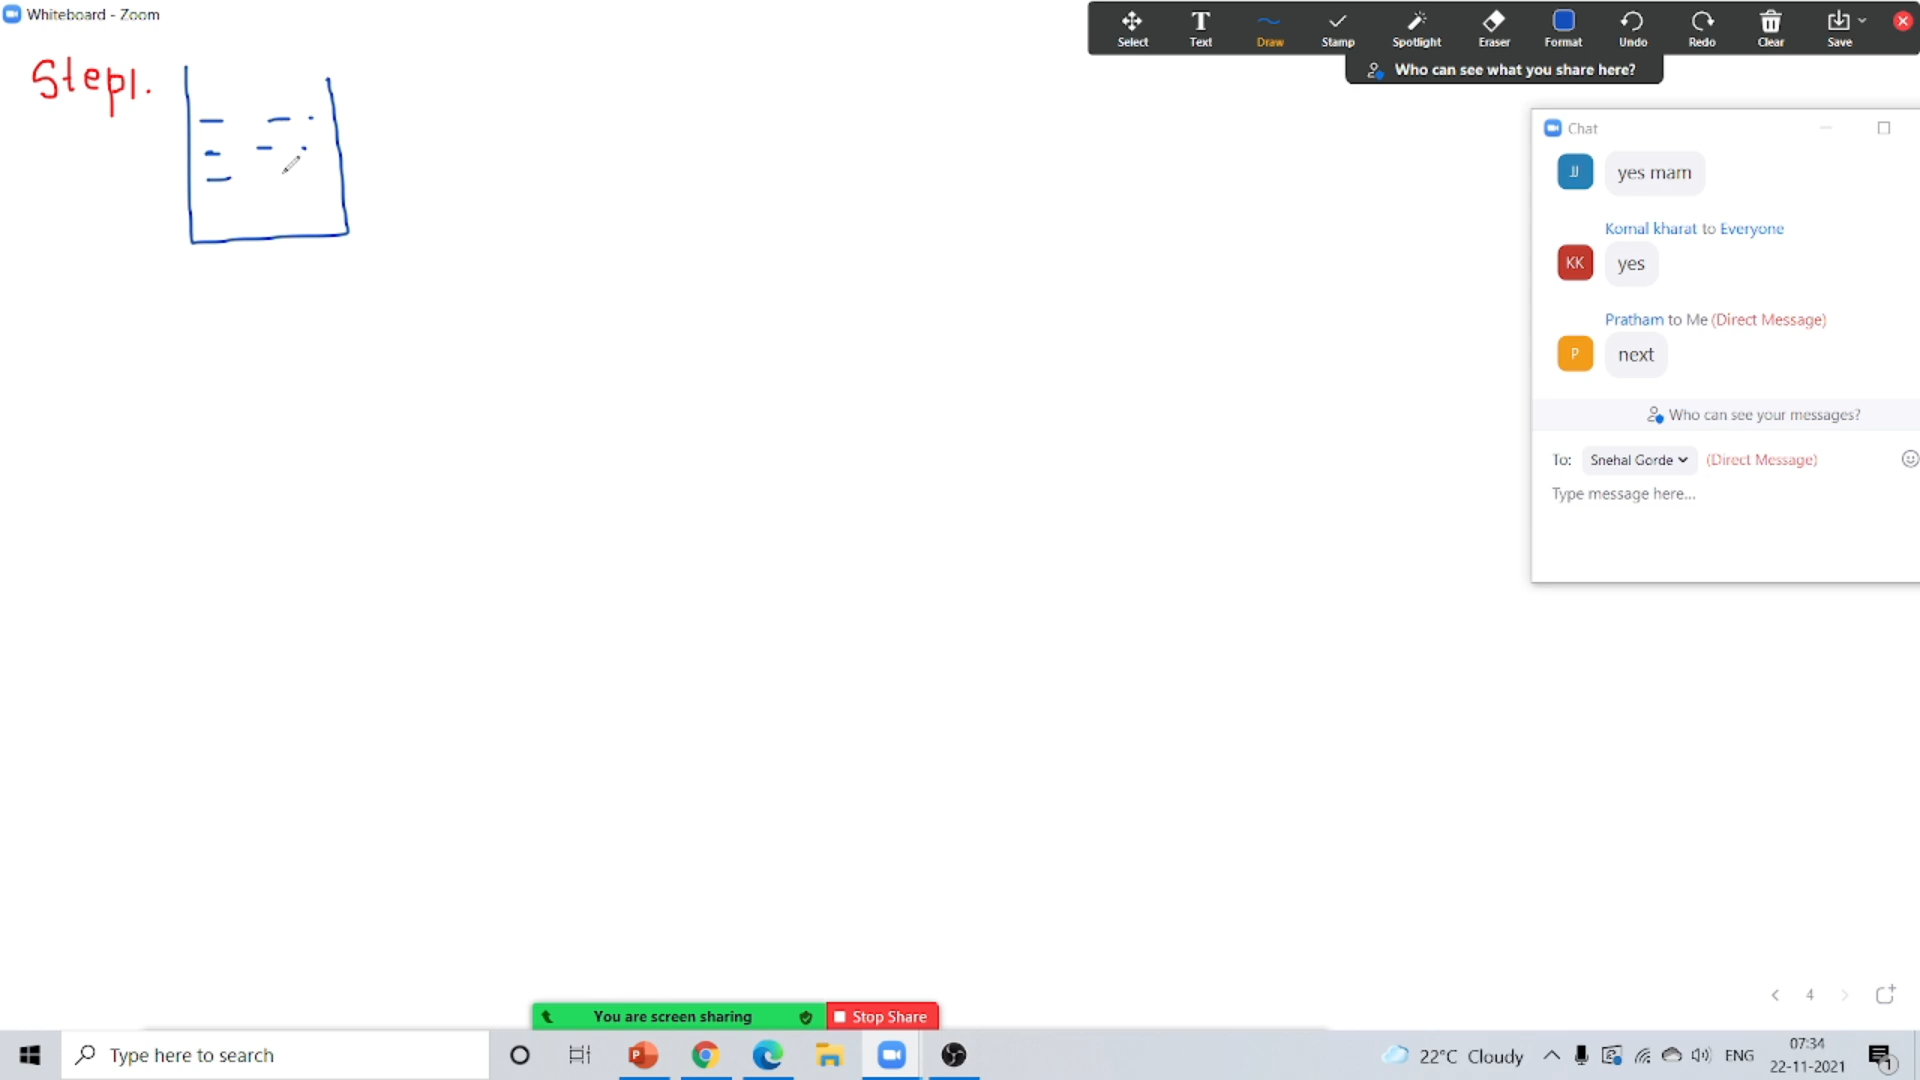 Whiteboard - Zoom
Select Text Draw Stamp Spotlight Eraser Format Undo Redo Clear Save
Who can see what you share here?
Step1.
Chat
JJ yes mam
Komal kharat to Everyone
KK yes
Pratham to Me (Direct Message)
P next
Who can see your messages?
To: Snehal Gorde (Direct Message)
Type message here...
4
You are screen sharing Stop Share
Type here to search
22°C Cloudy
ENG
07:34
22-11-2021
1